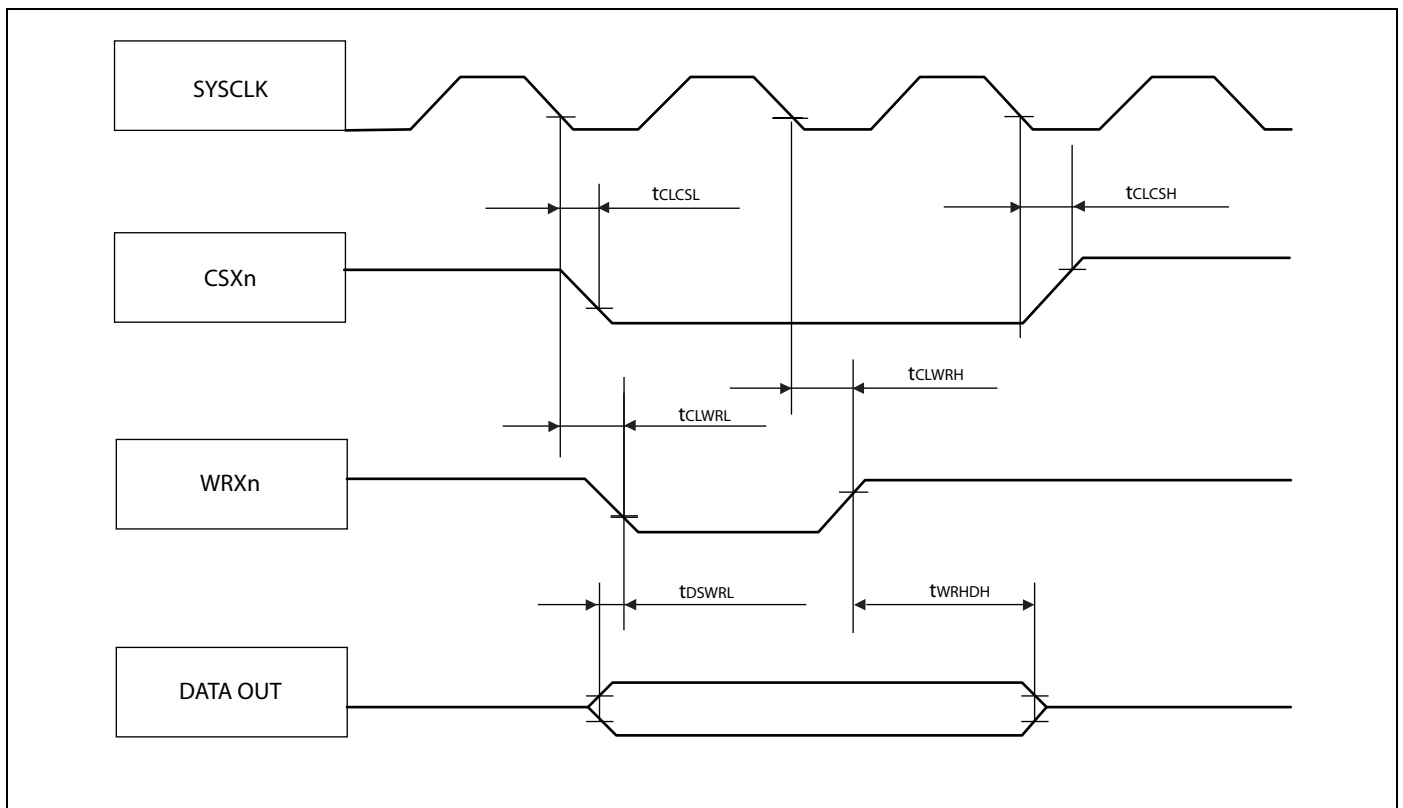 SYSCLK
tCLCSL
tCLCSH
CSXn
tCLWRH
tCLWRL
WRXn
tDSWRL
tWRHDH
DATA OUT